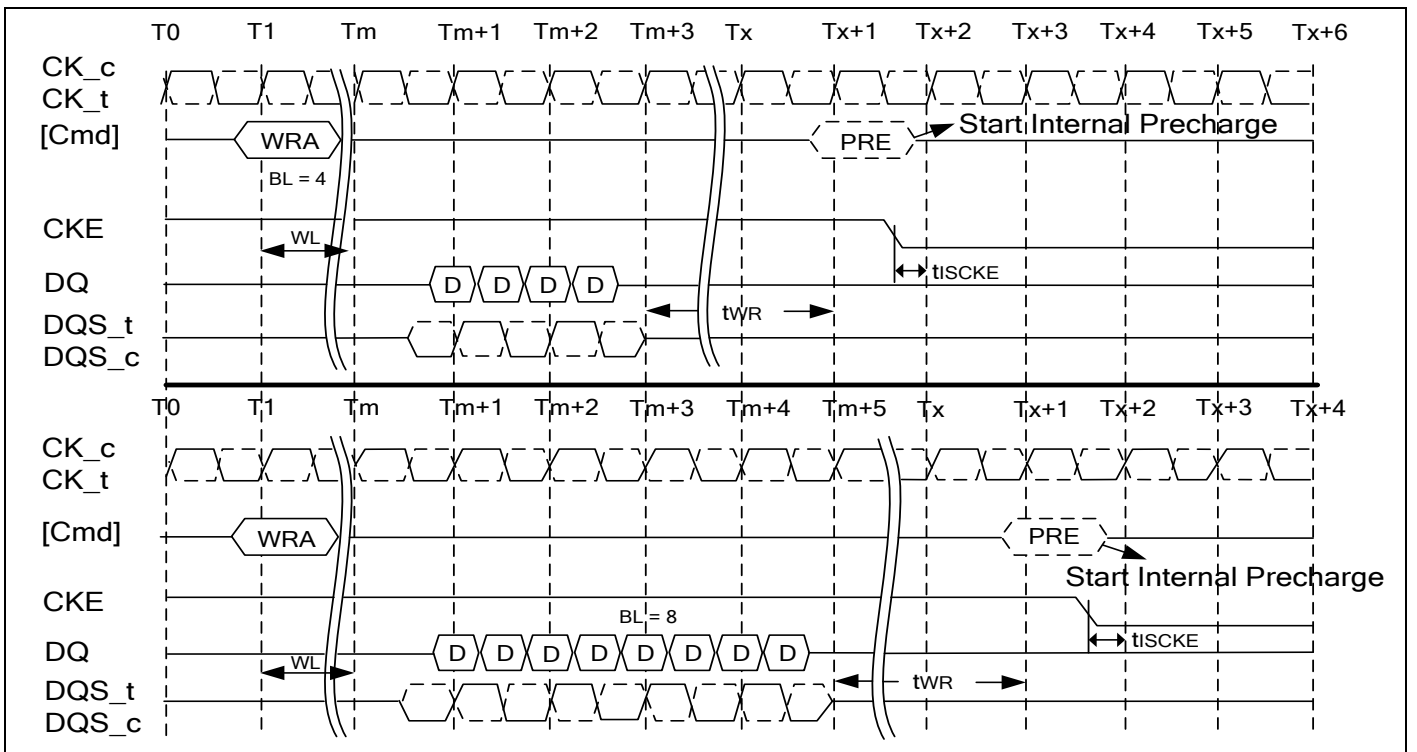 T0 T1 Tm Tm+1 Tm+2 Tm+3 Tx Tx+1 Tx+2 Tx+3 Tx+4 Tx+5 Tx+6
CK_c
CK_t
[Cmd] WRA PRE Start Internal Precharge
BL = 4
CKE
WL
tISCKE
DQ D D D D
tWR
DQS_t
DQS_c
T0 T1 Tm Tm+1 Tm+2 Tm+3 Tm+4 Tm+5 Tx Tx+1 Tx+2 Tx+3 Tx+4
CK_c
CK_t
[Cmd] WRA PRE
Start Internal Precharge
CKE
BL = 8
tISCKE
DQ D D D D D D D D
WL
tWR
DQS_t
DQS_c